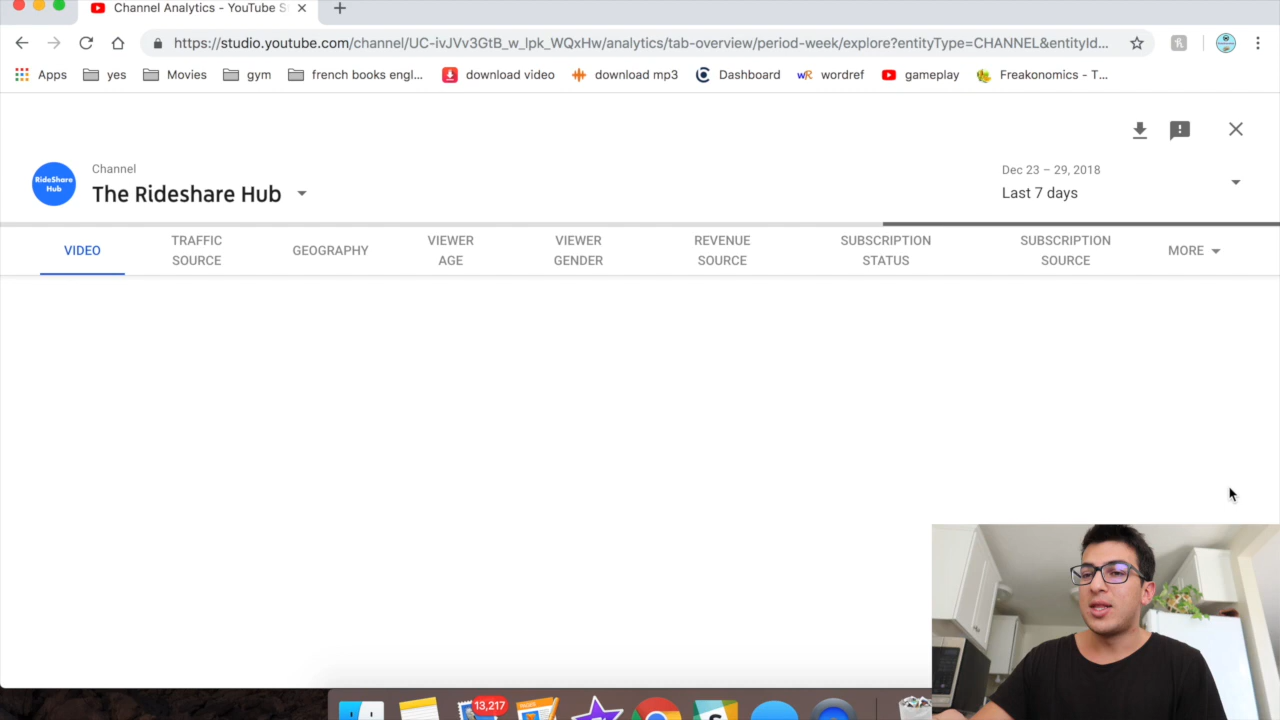 Channel Analytics - YouTube S
https://studio.youtube.com/channel/UC-ivJVv3GtB_w_lpk_WQxHw/analytics/tab-overview/period-week/explore?entityType=CHANNEL&entityId...
Apps yes Movies gym french books engl... download video download mp3 Dashboard wR wordref gameplay Freakonomics - T...
RideShare
Hub
Channel
The Rideshare Hub
Dec 23 – 29, 2018
Last 7 days
VIDEO
TRAFFIC
SOURCE
GEOGRAPHY
VIEWER
AGE
VIEWER
GENDER
REVENUE
SOURCE
SUBSCRIPTION
STATUS
SUBSCRIPTION
SOURCE
MORE
13,217